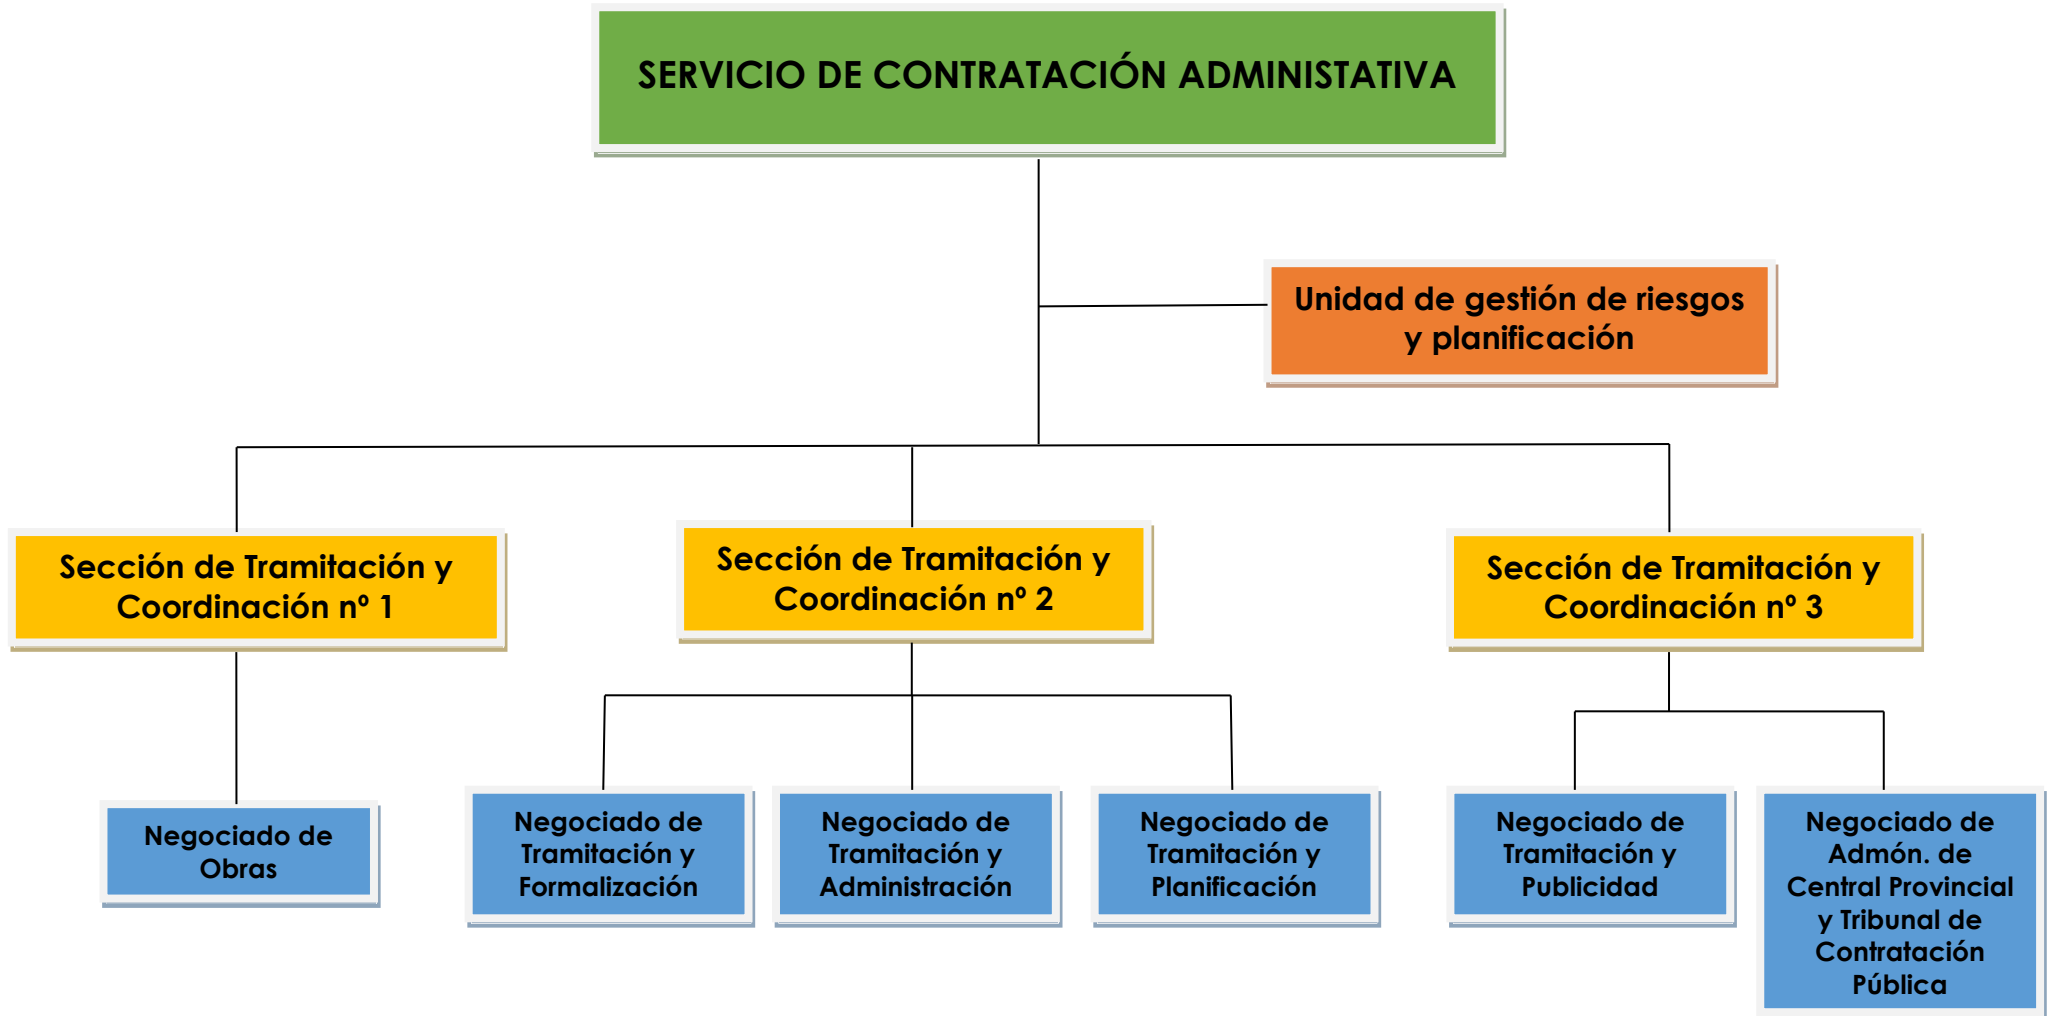 SERVICIO DE CONTRATACIÓN ADMINISTATIVA
Unidad de gestión de riesgos
y planificación
Sección de Tramitación y
Coordinación nº 1
Sección de Tramitación y
Coordinación nº 2
Sección de Tramitación y
Coordinación nº 3
Negociado de
Obras
Negociado de
Tramitación y
Formalización
Negociado de
Tramitación y
Administración
Negociado de
Tramitación y
Planificación
Negociado de
Tramitación y
Publicidad
Negociado de
Admón. de
Central Provincial
y Tribunal de
Contratación
Pública